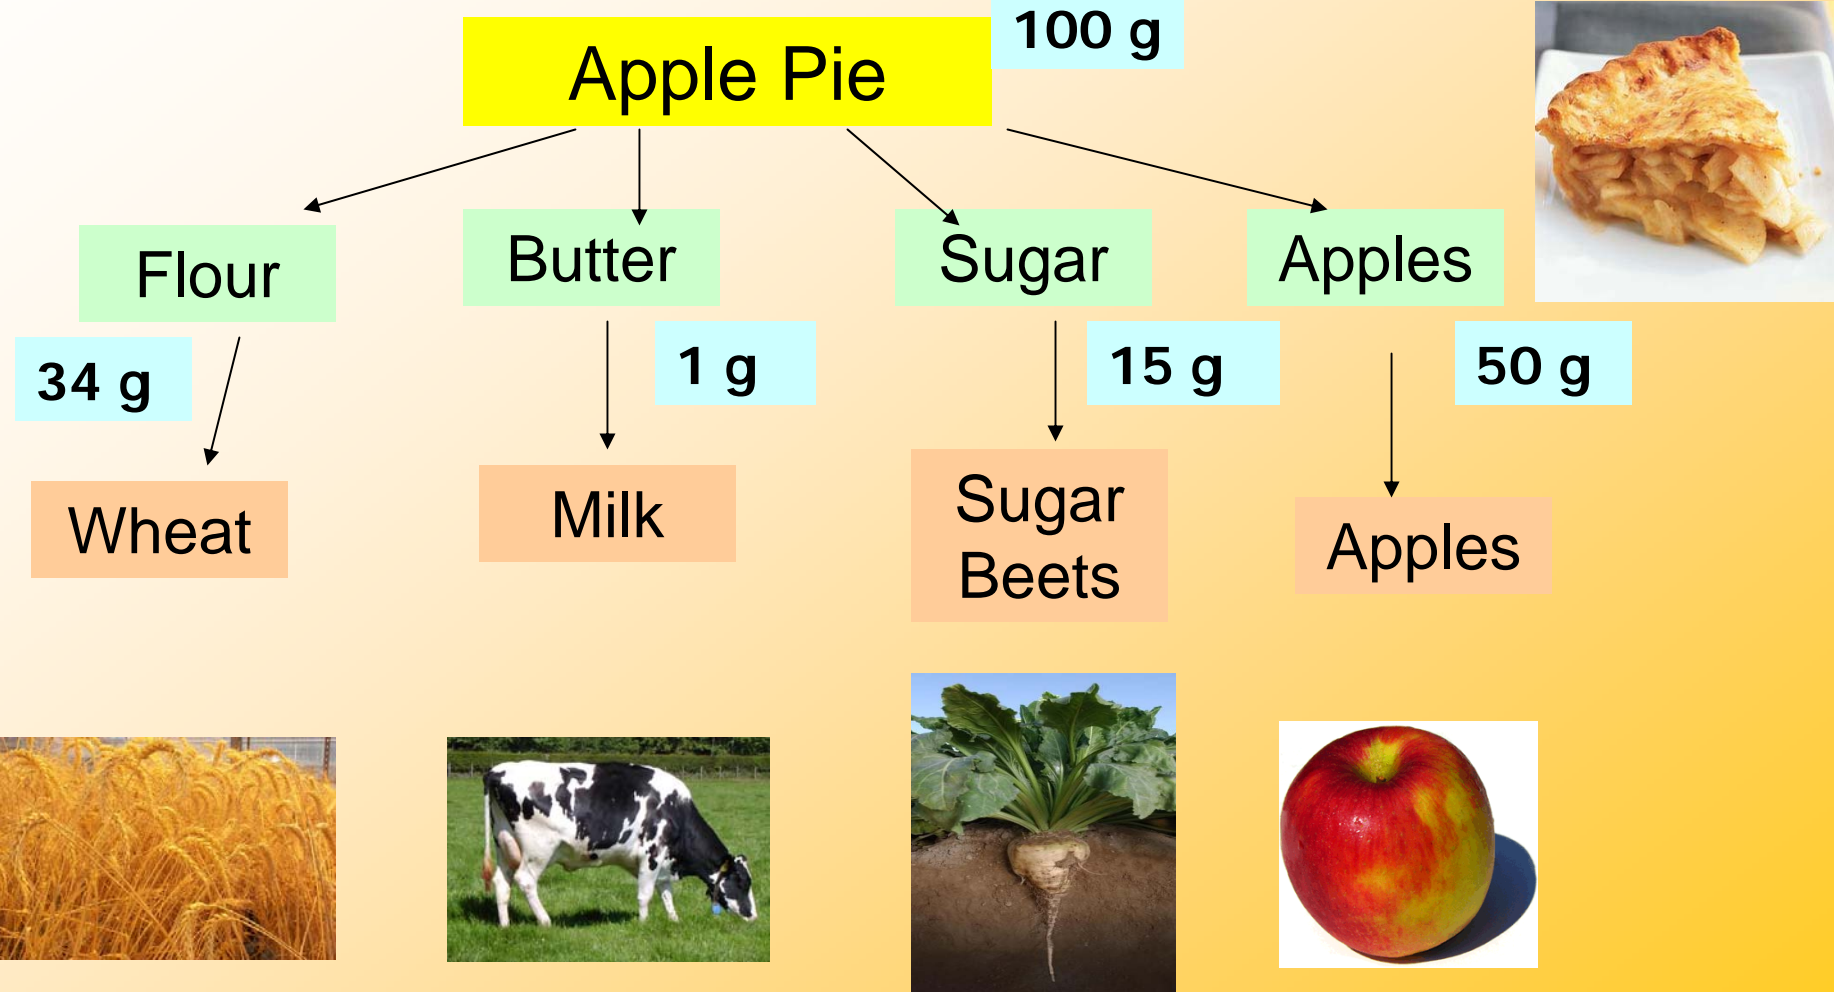 100 g
Apple Pie
Flour
Butter
Sugar
Apples
34 g
1 g
15 g
50 g
Wheat
Milk
Sugar
Beets
Apples